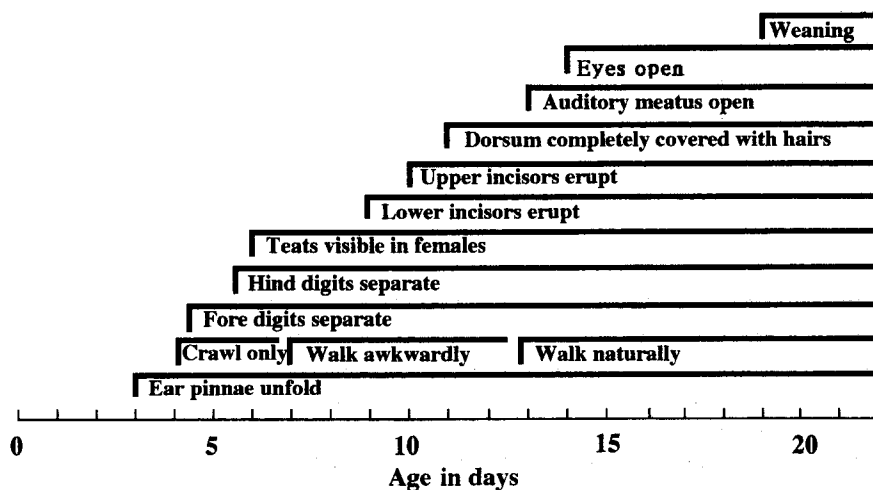 Weaning
Eyes open
Auditory meatus open
Dorsum completely covered with hairs
Upper incisors erupt
Lower incisors erupt
Teats visible in females
Hind digits separate
Fore digits separate
Crawl only Walk awkwardly Walk naturally
Ear pinnae unfold
0 5 10 15 20
Age in days